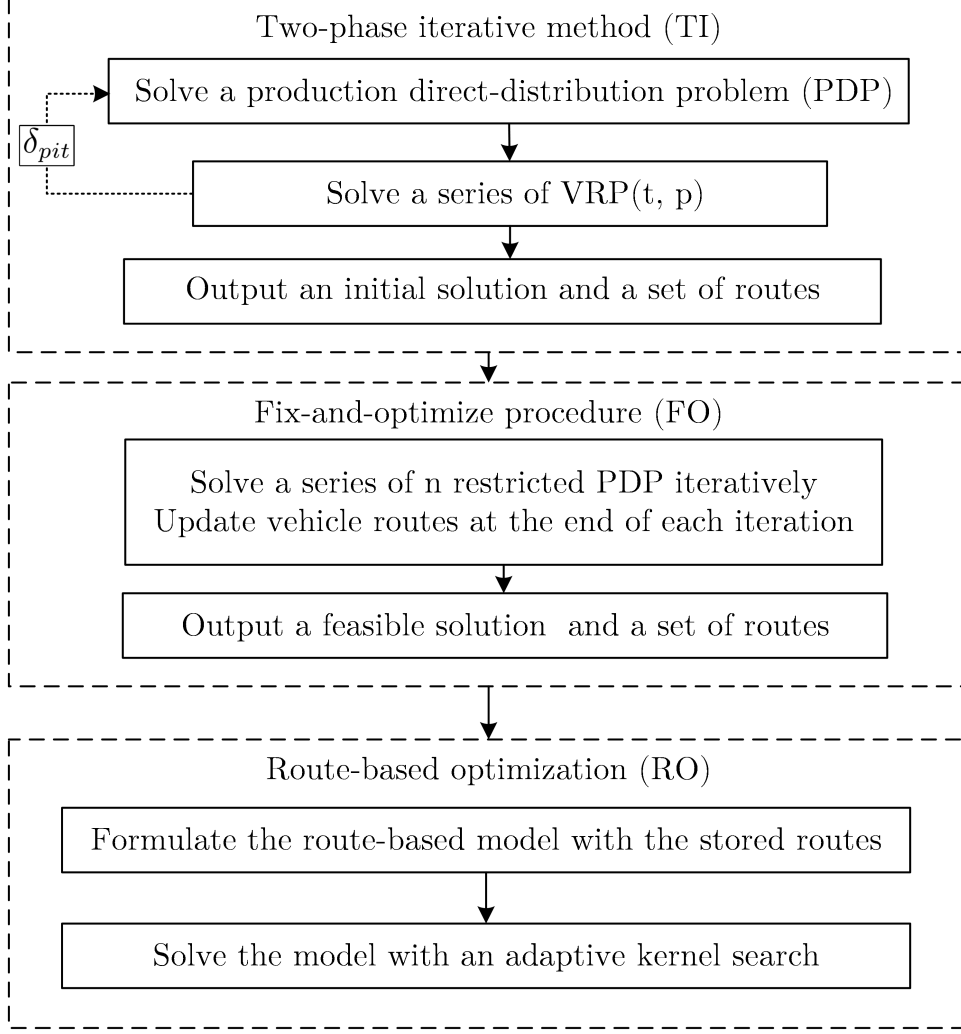 Two-phase iterative method (TI)
Solve a production direct-distribution problem (PDP)
δpit
Solve a series of VRP(t, p)
Output an initial solution and a set of routes
Fix-and-optimize procedure (FO)
Solve a series of n restricted PDP iteratively
Update vehicle routes at the end of each iteration
Output a feasible solution and a set of routes
Route-based optimization (RO)
Formulate the route-based model with the stored routes
Solve the model with an adaptive kernel search